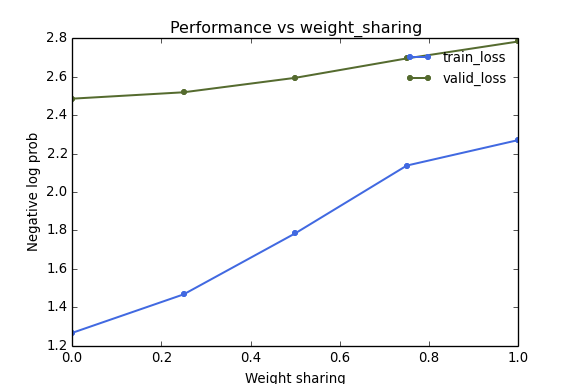 Performance vs weight_sharing
2.8
2.6
2.4
2.2
2.0
1.8
1.6
1.4
1.2
Negative log prob
train_loss
valid_loss
0.0 0.2 0.4 0.6 0.8 1.0
Weight sharing